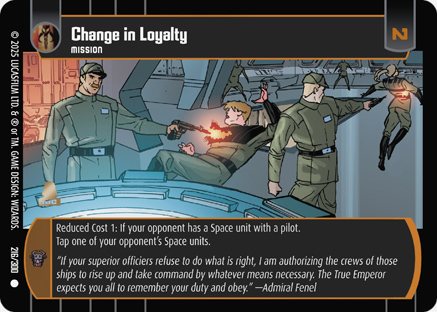 Change in Loyalty
MISSION
N
Reduced Cost 1: If your opponent has a Space unit with a pilot.
Tap one of your opponent's Space units.
"If your superior officers refuse to do what is right, I am authorizing the crews of those
ships to rise up and take command by whatever means necessary. The True Emperor
expects you all to remember your duty and obey." —Admiral Fenel
© 2025 LUCASFILM LTD. & ® or TM. GAME DESIGN: WIZARDS.
216/300